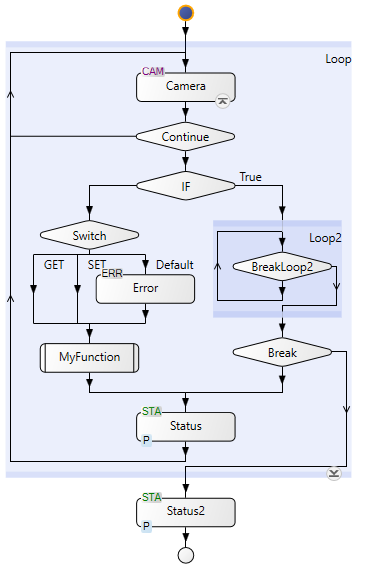 Loop
CAM
Camera
Continue
IF
True
Switch
Loop2
GET
SET
Default
BreakLoop2
ERR
Error
MyFunction
Break
STA
Status
P
STA
Status2
P